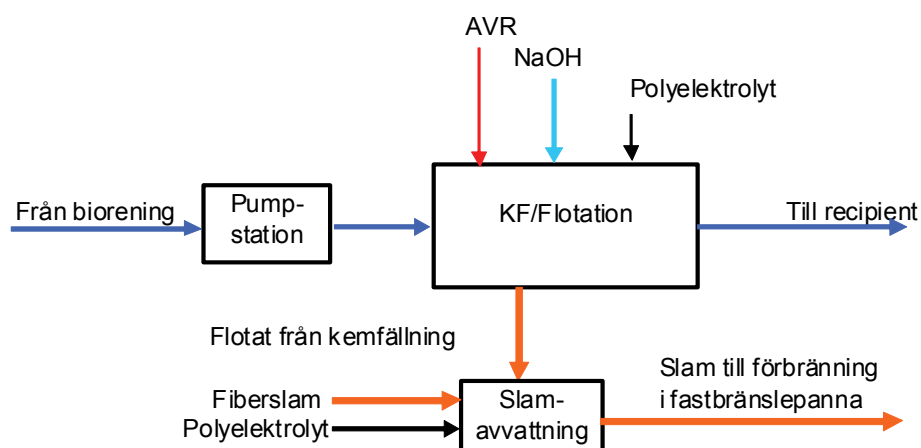 AVR
NaOH
Polyelektrolyt
Från biorening
Pump-
station
KF/Flotation
Till recipient
Flotat från kemfällning
Slam till förbränning
i fastbränslepanna
Fiberslam
Polyelektrolyt
Slam-
avvattning